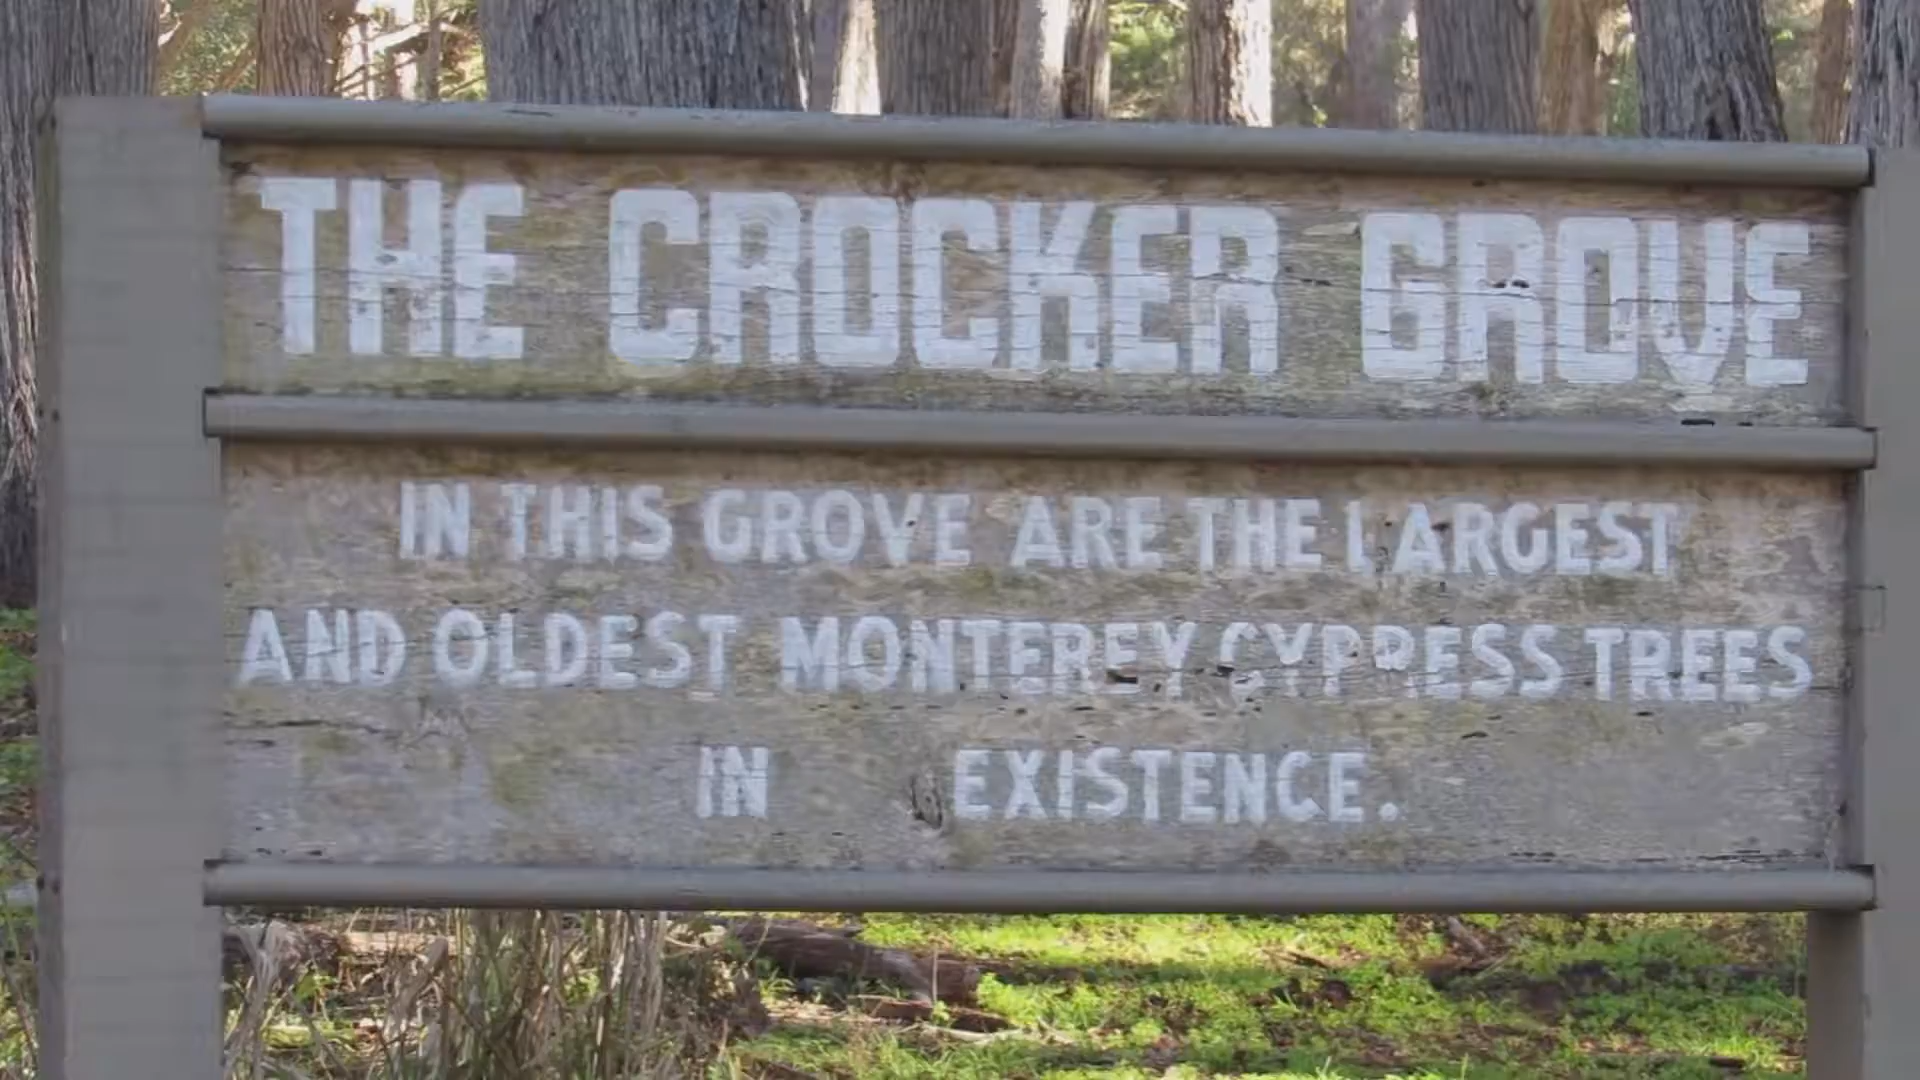 THE CROCKER GROVE
IN THIS GROVE ARE THE LARGEST
AND OLDEST MONTEREY CYPRESS TREES
IN EXISTENCE.